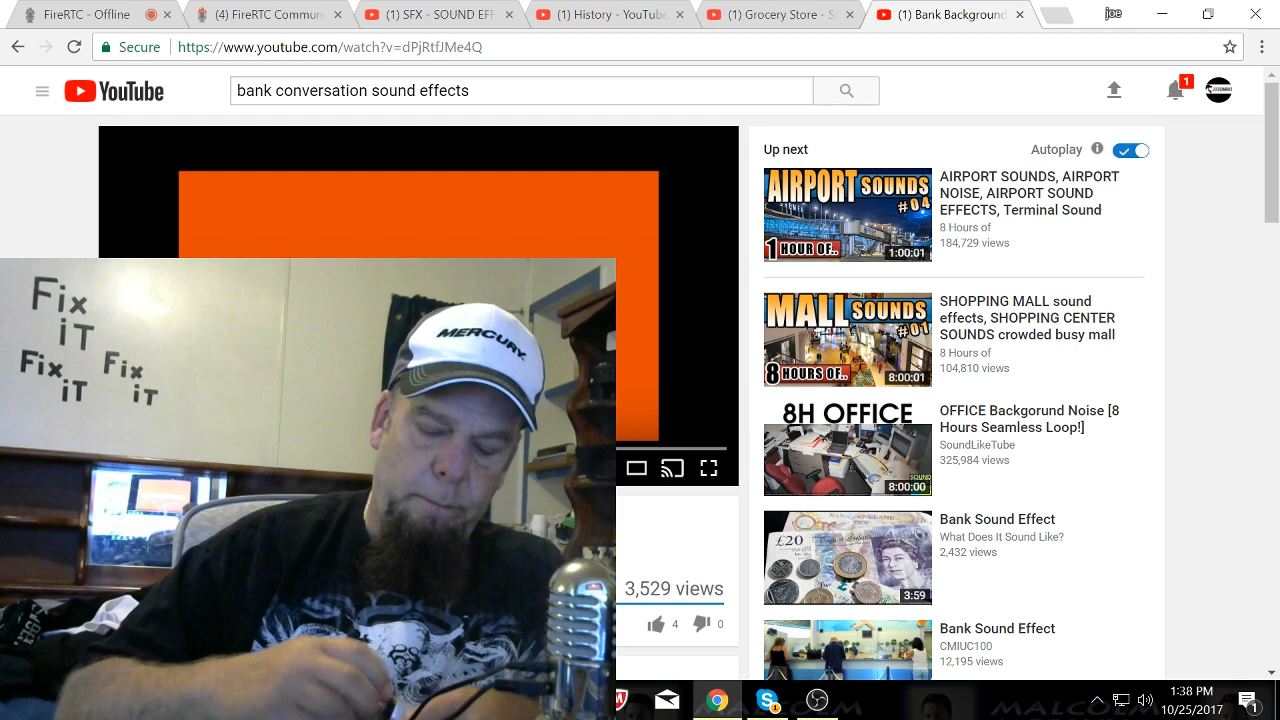 FireRTC - Offline
(4) FireRTC Commun
(1) SFX - SOUND EFF
(1) History - YouTube
(1) Grocery Store - S
(1) Bank Background
joe
Secure
https://www.youtube.com/watch?v=dPjRtfJMe4Q
YouTube
bank conversation sound effects
1
Up next
Autoplay
AIRPORT SOUNDS
#04
1 HOUR OF..
1:00:01
AIRPORT SOUNDS, AIRPORT
NOISE, AIRPORT SOUND
EFFECTS, Terminal Sound
8 Hours of
184,729 views
MALL SOUNDS
#01
8 HOURS OF..
8:00:01
SHOPPING MALL sound
effects, SHOPPING CENTER
SOUNDS crowded busy mall
8 Hours of
104,810 views
8H OFFICE
SOUND
8:00:00
OFFICE Backgorund Noise [8
Hours Seamless Loop!]
SoundLikeTube
325,984 views
£20
3:59
Bank Sound Effect
What Does It Sound Like?
2,432 views
Bank Sound Effect
CMIUC100
12,195 views
Fix
iT
Fix
iT
Fix
iT
MERCURY
3,529 views
4
0
1:38 PM
10/25/2017
1